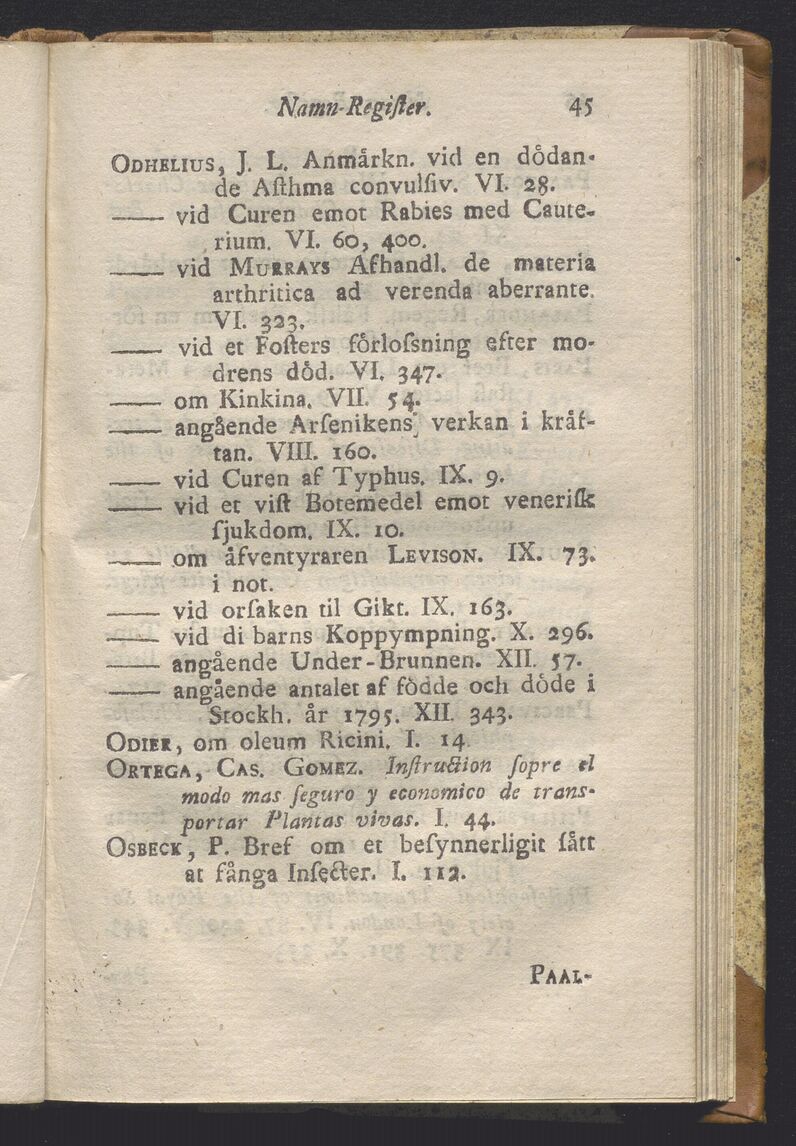 Namn-Regiſter. 45
ODHELIUS, J. L. Anmårkn. vid en dödan-
de Aſthma convulſiv. VI. 28.
—— vid Curen emot Rabies med Caute-
rium. VI. 60, 400.
—— vid MURRAYS Afhandl. de materia
arthritica ad verenda aberrante.
VI. 323.
—— vid et Foſters förloſsning efter mo-
drens död. VI. 347.
—— om Kinkina. VII. 54.
—— angående Arſenikens verkan i kräf-
tan. VIII. 160.
—— vid Curen af Typhus. IX. 9.
—— vid et viſt Botemedel emot veneriſk
ſjukdom. IX. 10.
—— om åfventyraren LEVISON. IX. 73.
i not.
—— vid orſaken til Gikt. IX. 163.
—— vid di barns Koppympning. X. 296.
—— angående Under-Brunnen. XII. 57.
—— angående antalet af födde och döde i
Stockh. år 1795. XII. 343.
ODIER, om oleum Ricini. I. 14.
ORTEGA, CAS. GOMEZ. Inſtruction ſopre el
modo mas ſeguro y economico de trans-
portar Plantas vivas. I. 44.
OSBECK, P. Bref om et beſynnerligit ſått
at fånga Inſecter. I. 112.
PAAL-